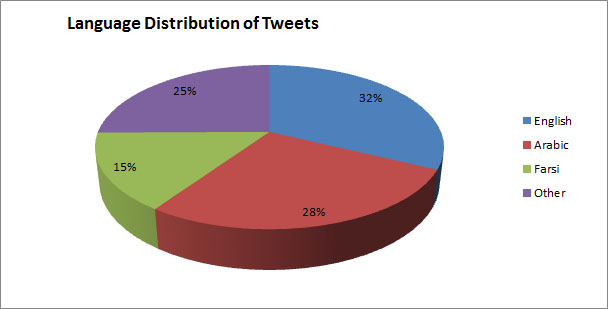 Language Distribution of Tweets
25%
32%
15%
28%
English
Arabic
Farsi
Other